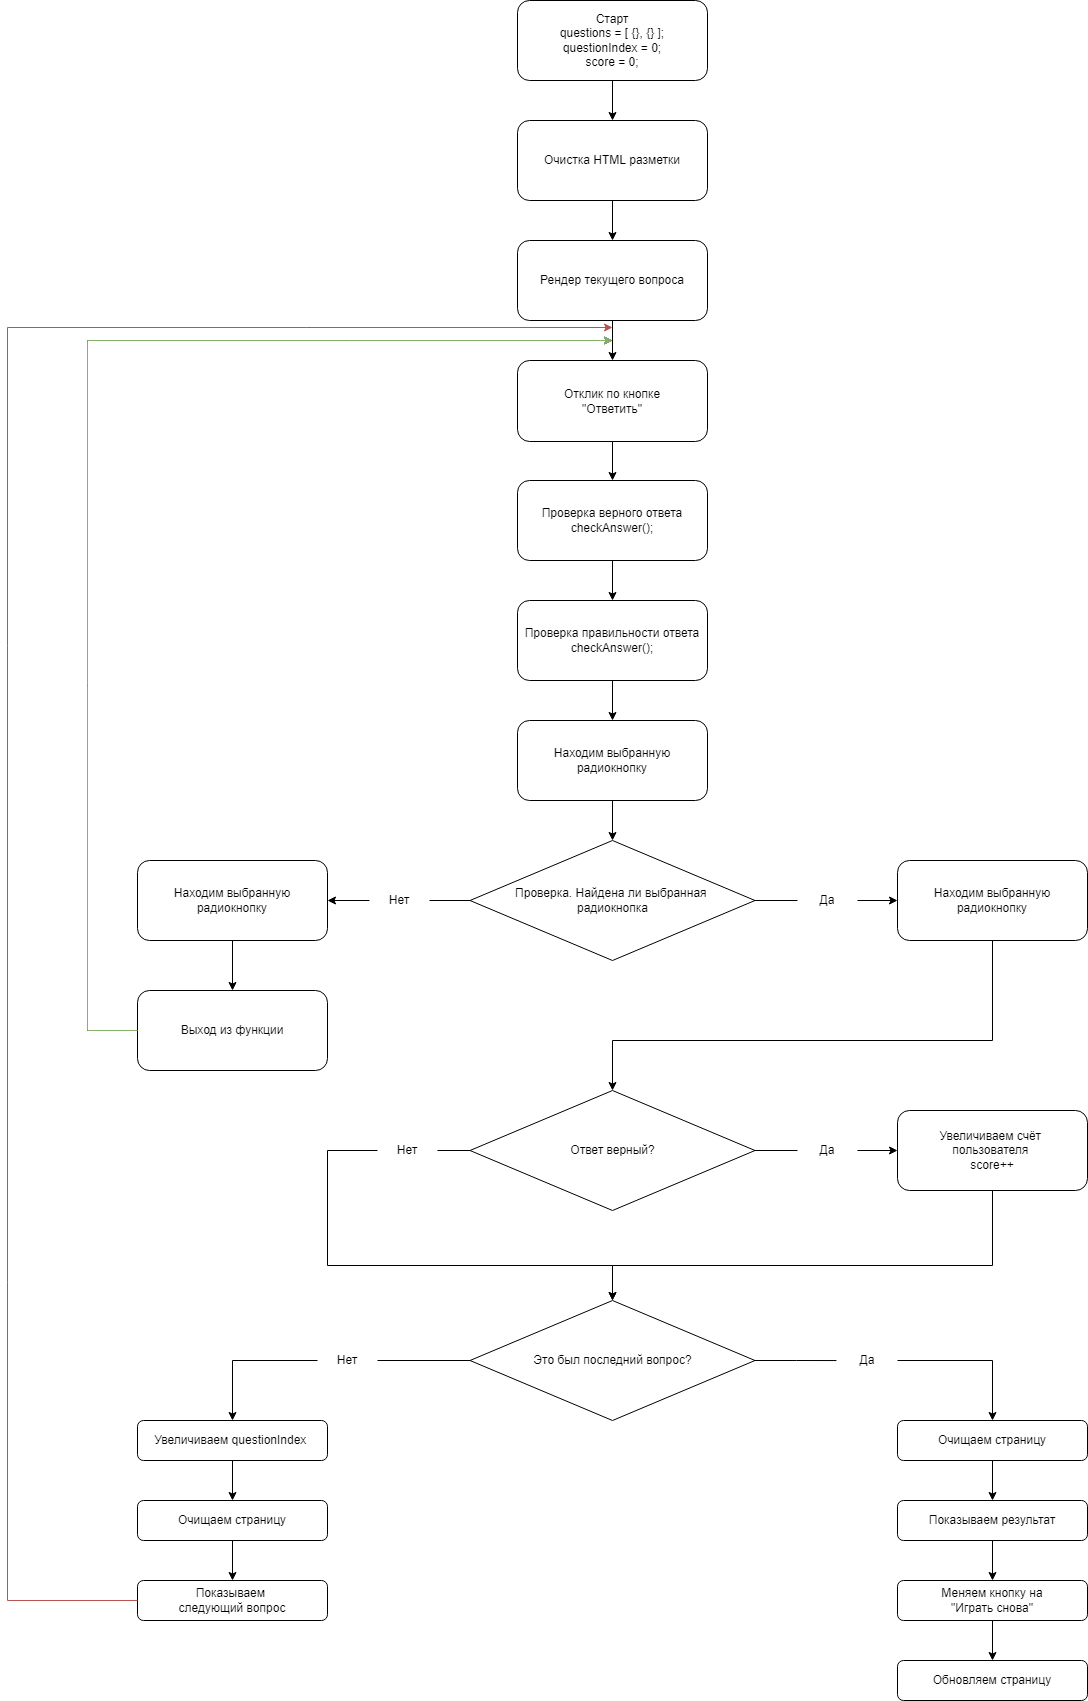 Старт
questions = [ {}, {} ];
questionIndex = 0;
score = 0;
Очистка HTML разметки
Рендер текущего вопроса
Отклик по кнопке
"Ответить"
Проверка верного ответа
checkAnswer();
Проверка правильности ответа
checkAnswer();
Находим выбранную
радиокнопку
Находим выбранную
радиокнопку
Нет
Проверка. Найдена ли выбранная
радиокнопка
Да
Находим выбранную
радиокнопку
Выход из функции
Нет
Ответ верный?
Да
Увеличиваем счёт
пользователя
score++
Нет
Это был последний вопрос?
Да
Увеличиваем questionIndex
Очищаем страницу
Очищаем страницу
Показываем результат
Показываем
следующий вопрос
Меняем кнопку на
"Играть снова"
Обновляем страницу